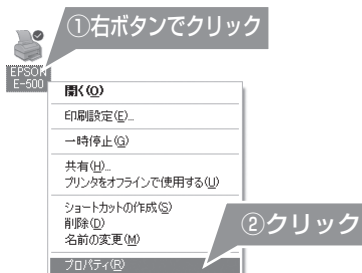 ①右ボタンでクリック
EPSON
E-500
開く(O)
印刷設定(E)...
一時停止(G)
共有(H)...
プリンタをオフラインで使用する(U)
ショートカットの作成(S)
削除(D)
名前の変更(M)
②クリック
プロパティ(R)